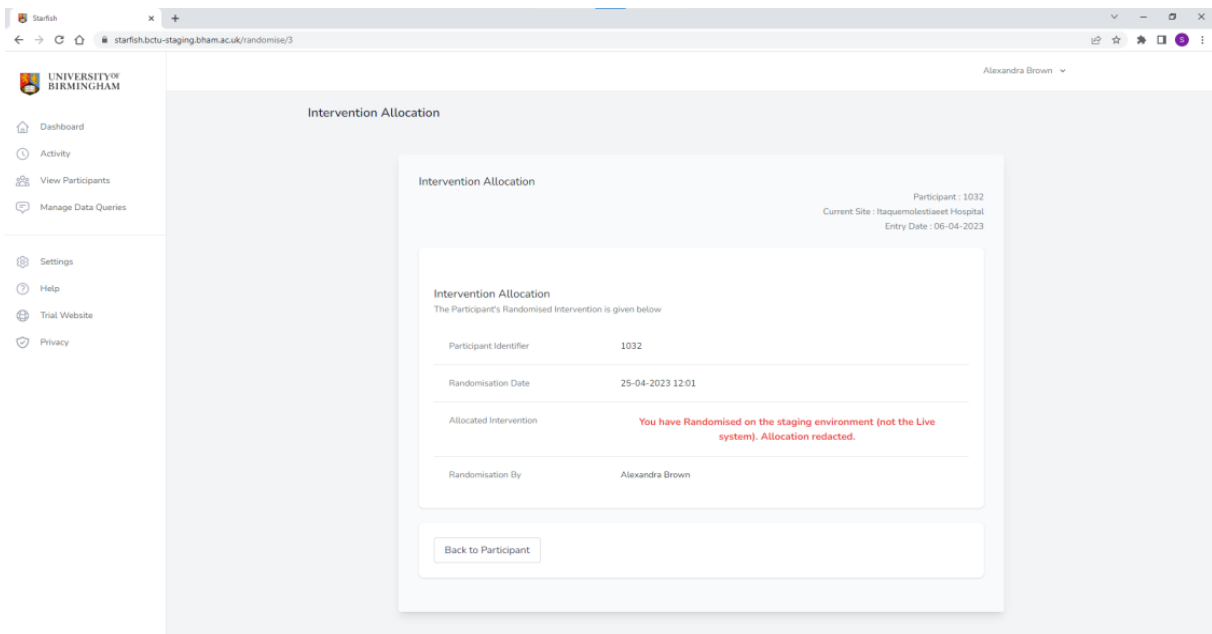 Starfish
starfish.bctu-staging.bham.ac.uk/randomise/3
S
UNIVERSITY OF
BIRMINGHAM
Alexandra Brown
Dashboard
Activity
View Participants
Manage Data Queries
Settings
Help
Trial Website
Privacy
Intervention Allocation
Intervention Allocation
Participant : 1032
Current Site : Itaquemolestiaeet Hospital
Entry Date : 06-04-2023
Intervention Allocation
The Participant's Randomised Intervention is given below
Participant Identifier 1032
Randomisation Date 25-04-2023 12:01
Allocated Intervention You have Randomised on the staging environment (not the Live
system). Allocation redacted.
Randomisation By Alexandra Brown
Back to Participant